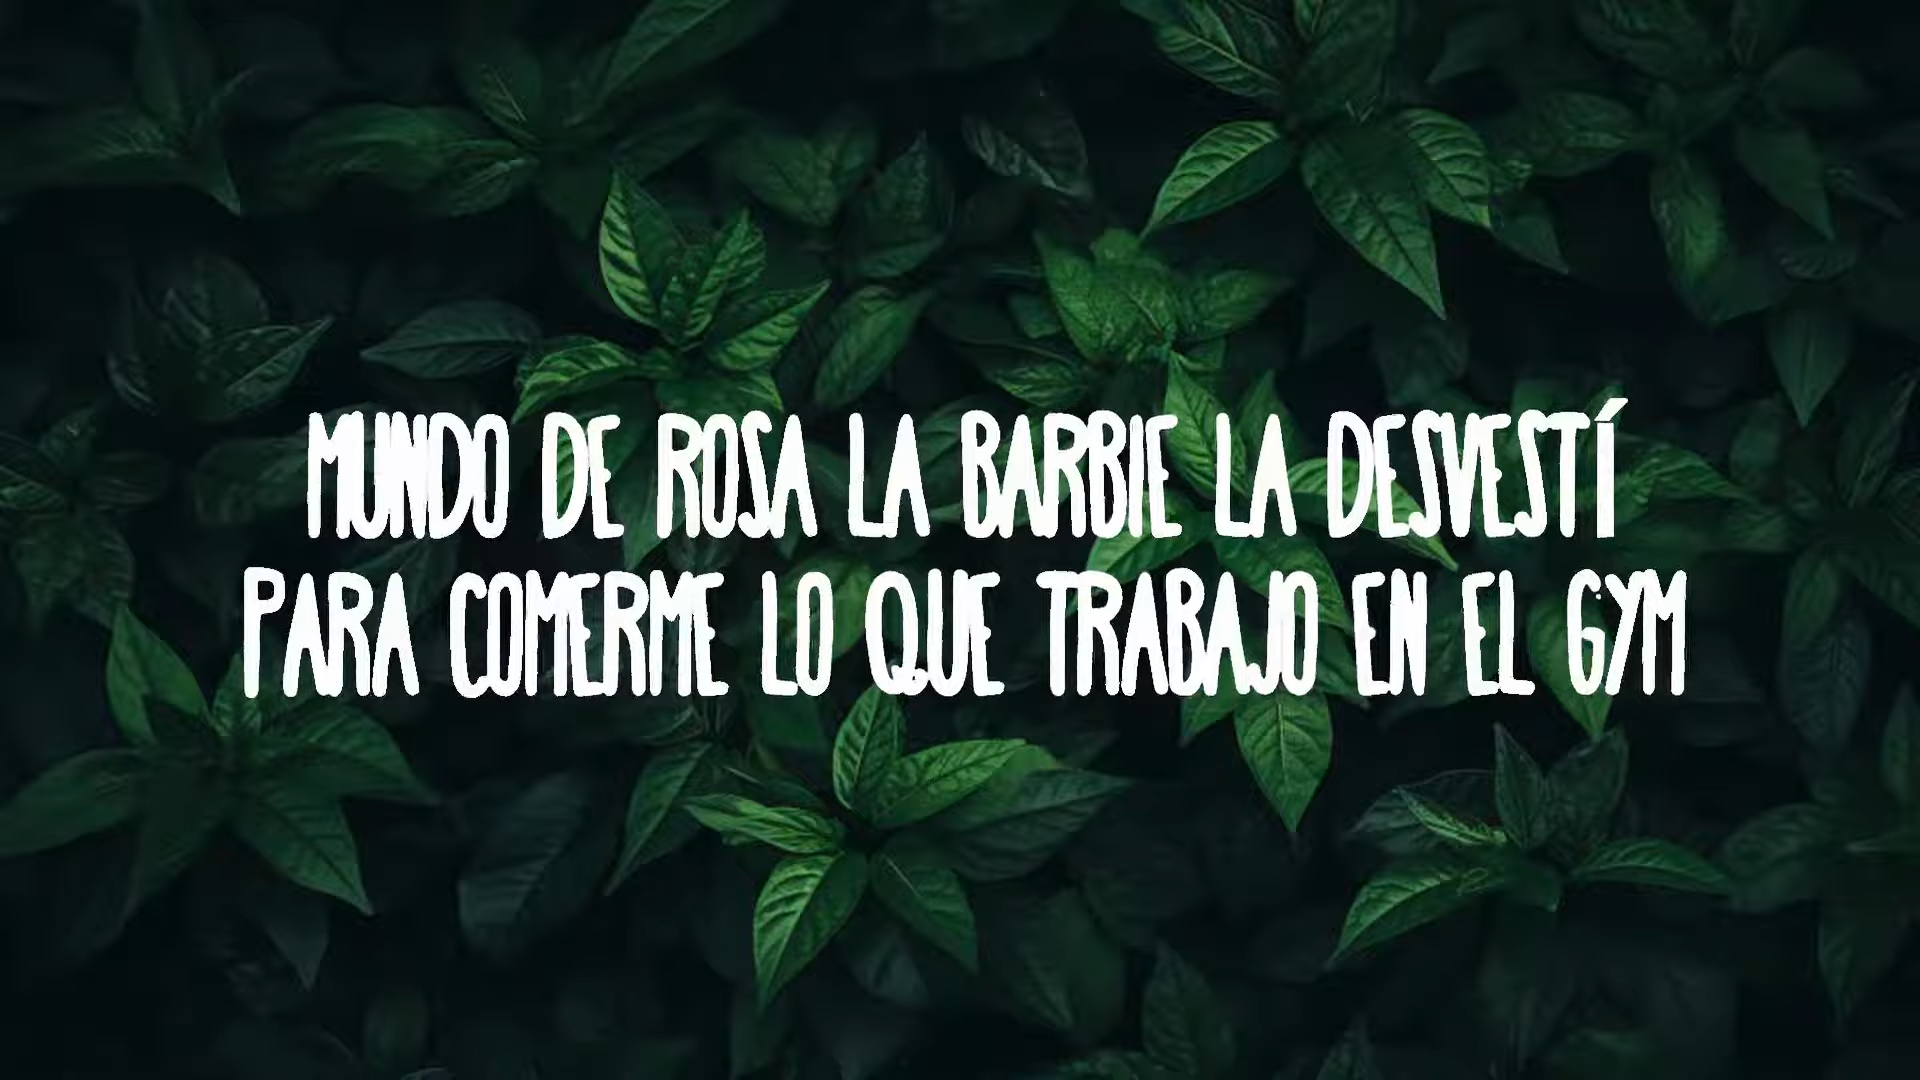 MUNDO DE ROSA LA BARBIE LA DESVESTÍ
PARA COMERME LO QUE TRABAJO EN EL GYM